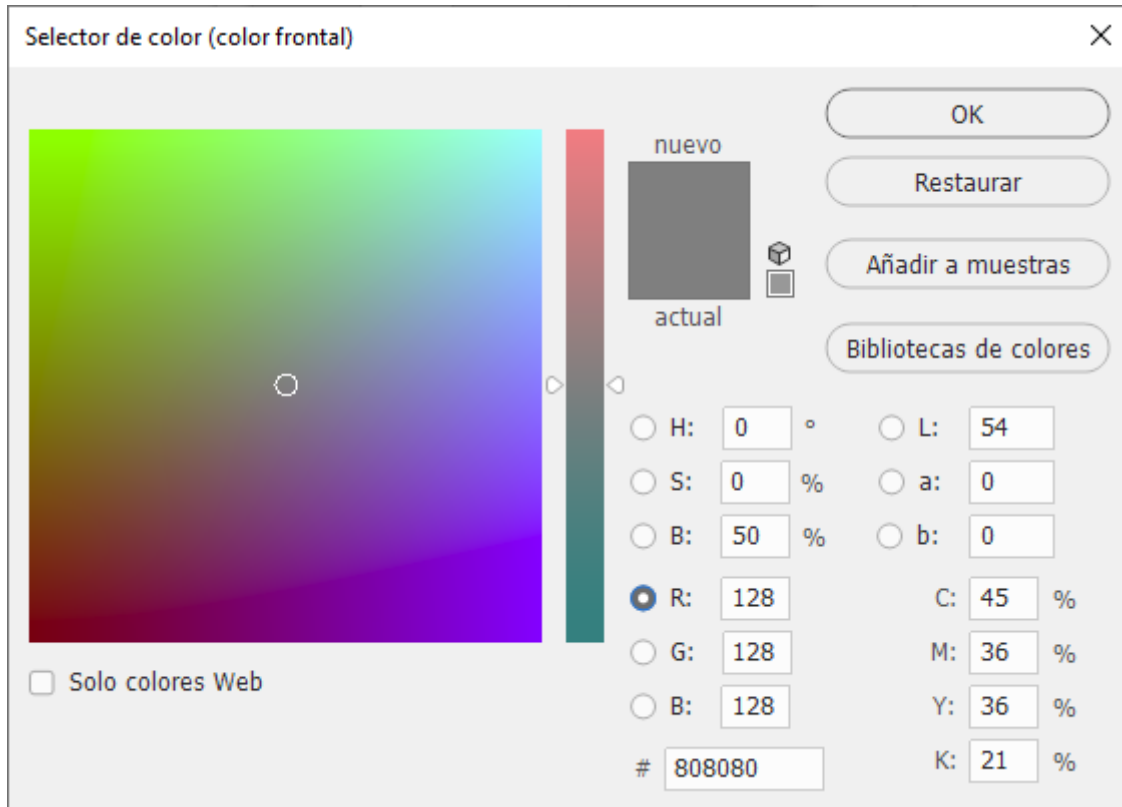 Selector de color (color frontal)
OK
nuevo
Restaurar
Añadir a muestras
actual
Bibliotecas de colores
H: 0 ° L: 54
S: 0 % a: 0
B: 50 % b: 0
R: 128 C: 45 %
G: 128 M: 36 %
Solo colores Web
B: 128 Y: 36 %
# 808080 K: 21 %